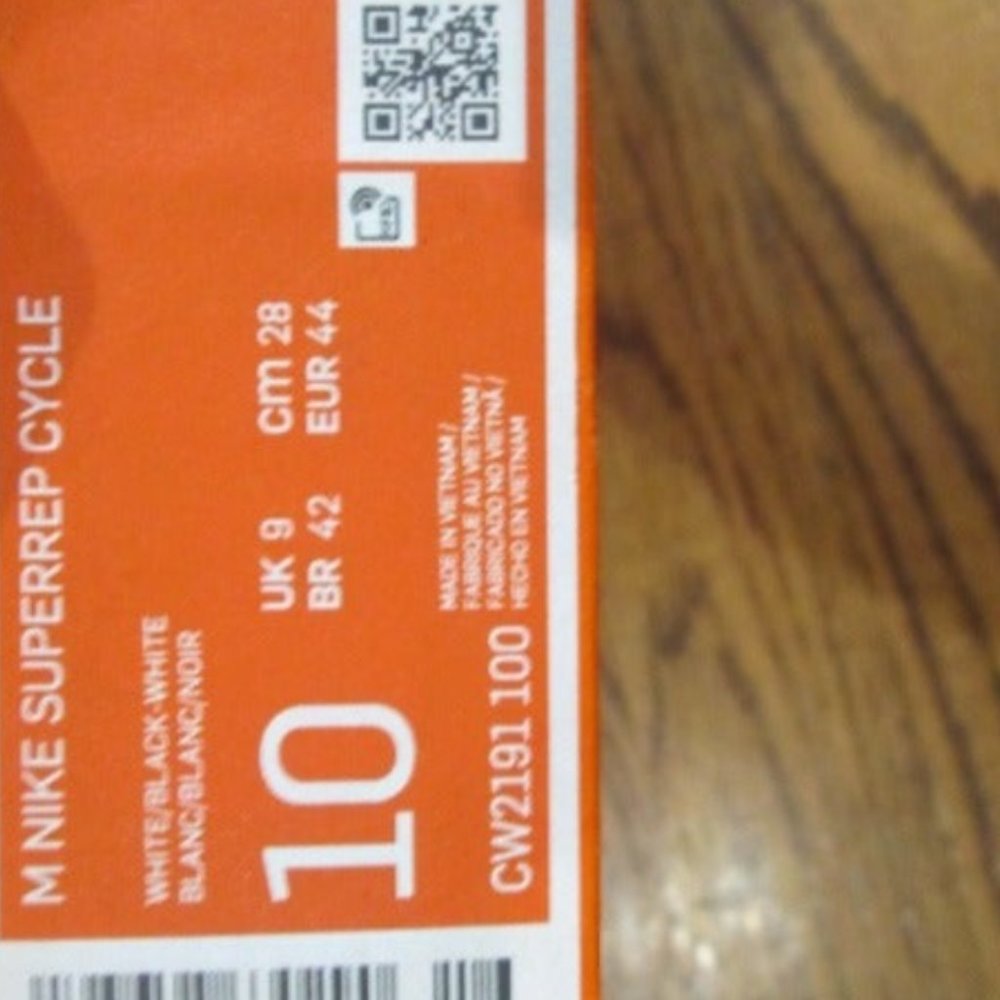 M NIKE SUPERREP CYCLE
WHITE/BLACK-WHITE
BLANC/BLANC/NOIR
10
UK 9 cm 28
BR 42 EUR 44
CW2191 100
MADE IN VIETNAM /
FABRIQUE AU VIETNAM /
FABRICADO NO VIETNÃ /
HECHO EN VIETNAM